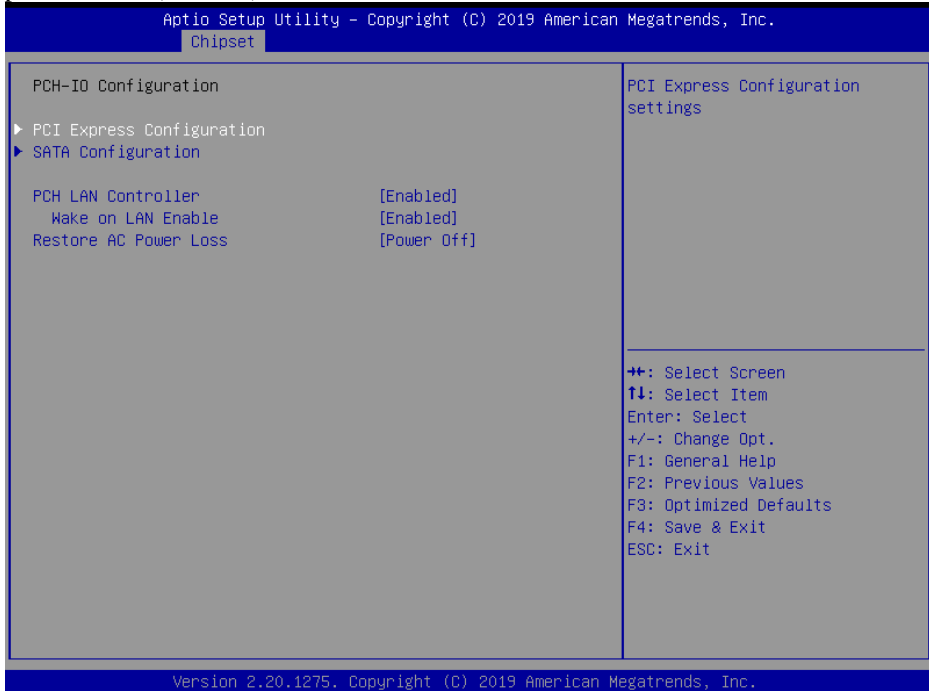 Aptio Setup Utility – Copyright (C) 2019 American Megatrends, Inc.
Chipset
PCH-IO Configuration
PCI Express Configuration
SATA Configuration
PCH LAN Controller [Enabled]
Wake on LAN Enable [Enabled]
Restore AC Power Loss [Power Off]
PCI Express Configuration
settings
→←: Select Screen
↑↓: Select Item
Enter: Select
+/-: Change Opt.
F1: General Help
F2: Previous Values
F3: Optimized Defaults
F4: Save & Exit
ESC: Exit
Version 2.20.1275. Copyright (C) 2019 American Megatrends, Inc.